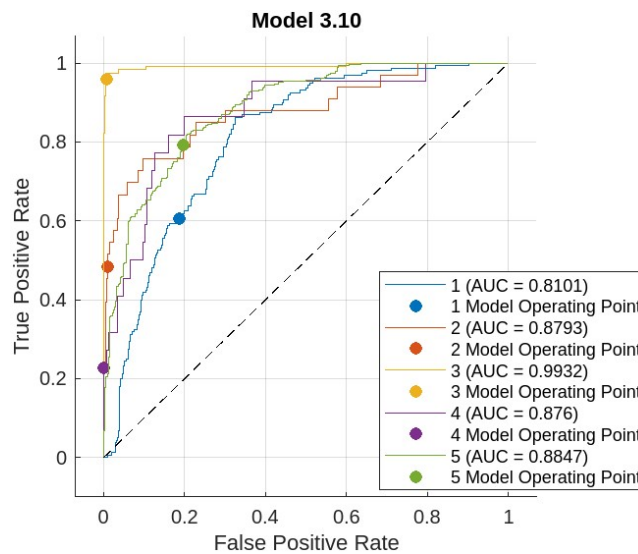 Model 3.10
1
0.8
0.6
0.4
0.2
0
True Positive Rate
0
0.2
0.4
0.6
0.8
1
False Positive Rate
1 (AUC = 0.8101)
1 Model Operating Point
2 (AUC = 0.8793)
2 Model Operating Point
3 (AUC = 0.9932)
3 Model Operating Point
4 (AUC = 0.876)
4 Model Operating Point
5 (AUC = 0.8847)
5 Model Operating Point